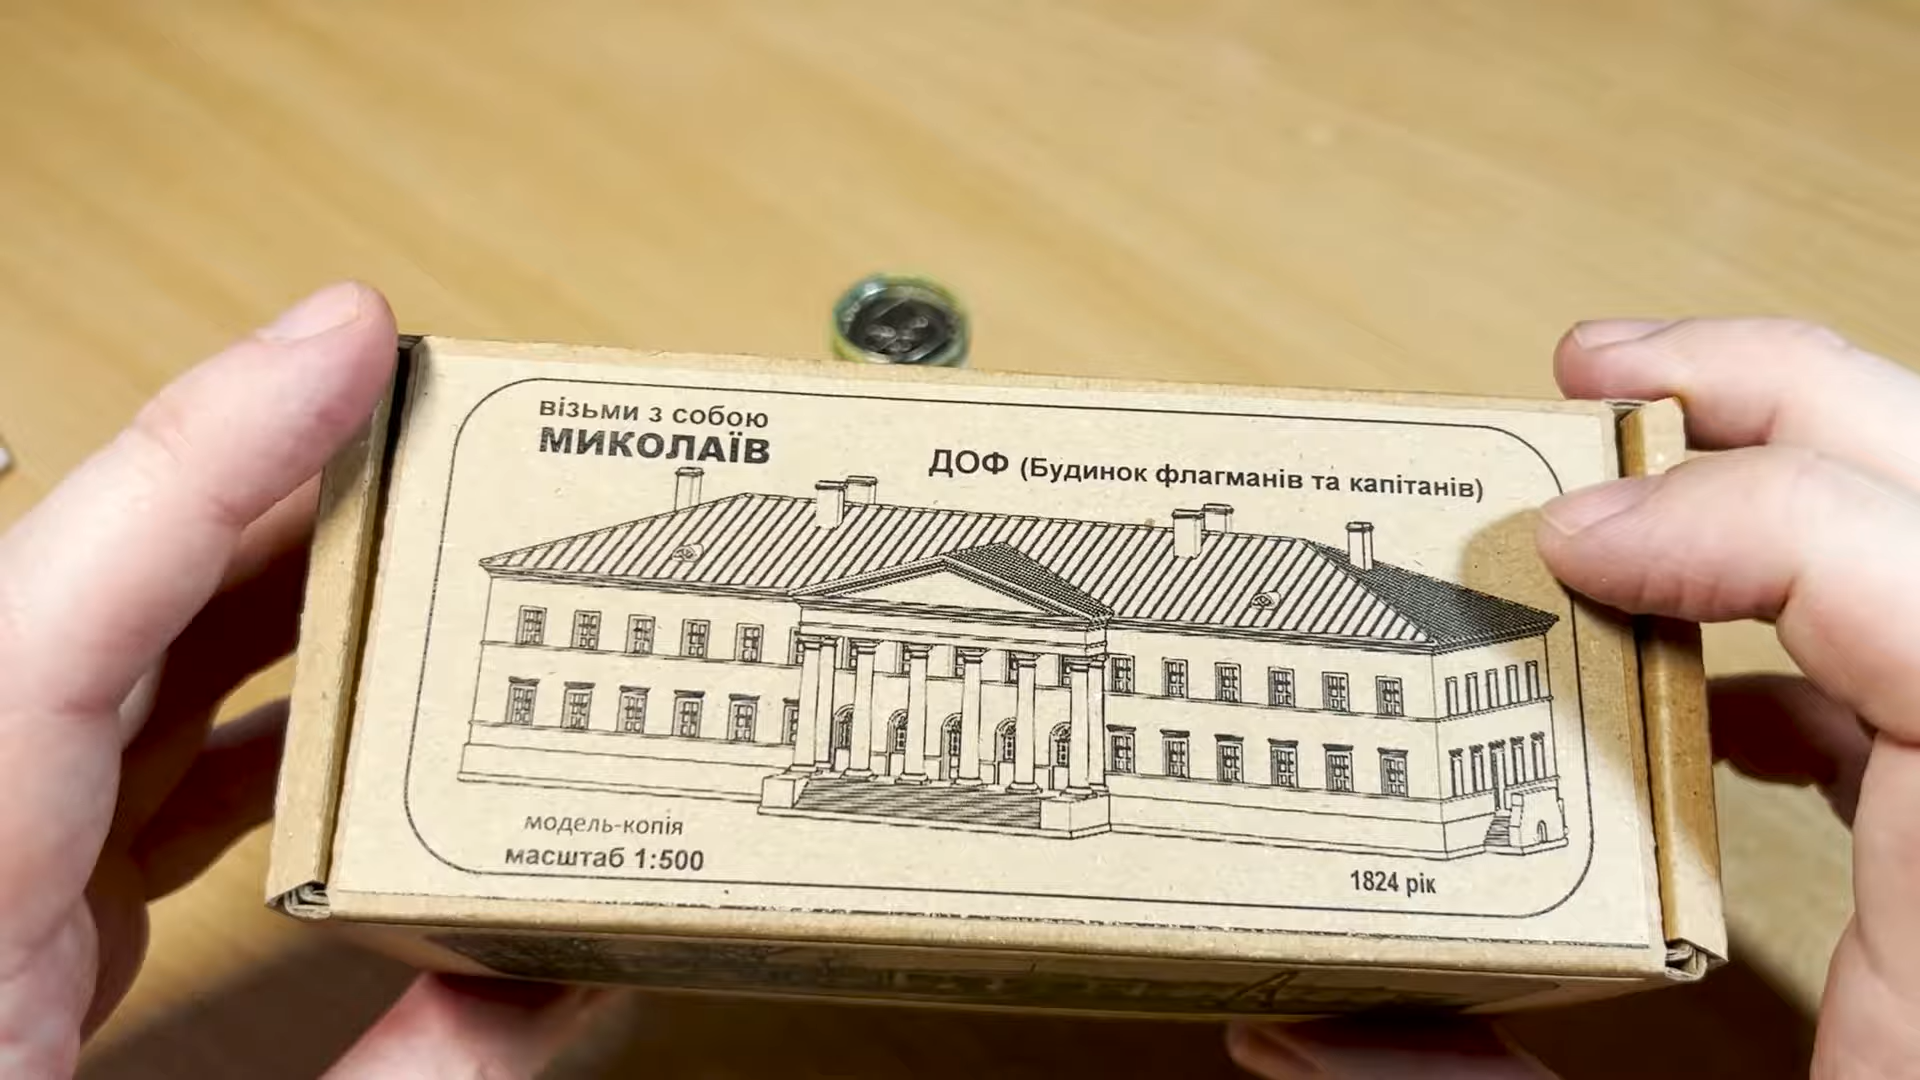 візьми з собою
МИКОЛАЇВ
ДОФ (Будинок флагманів та капітанів)
модель-копія
масштаб 1:500
1824 рік